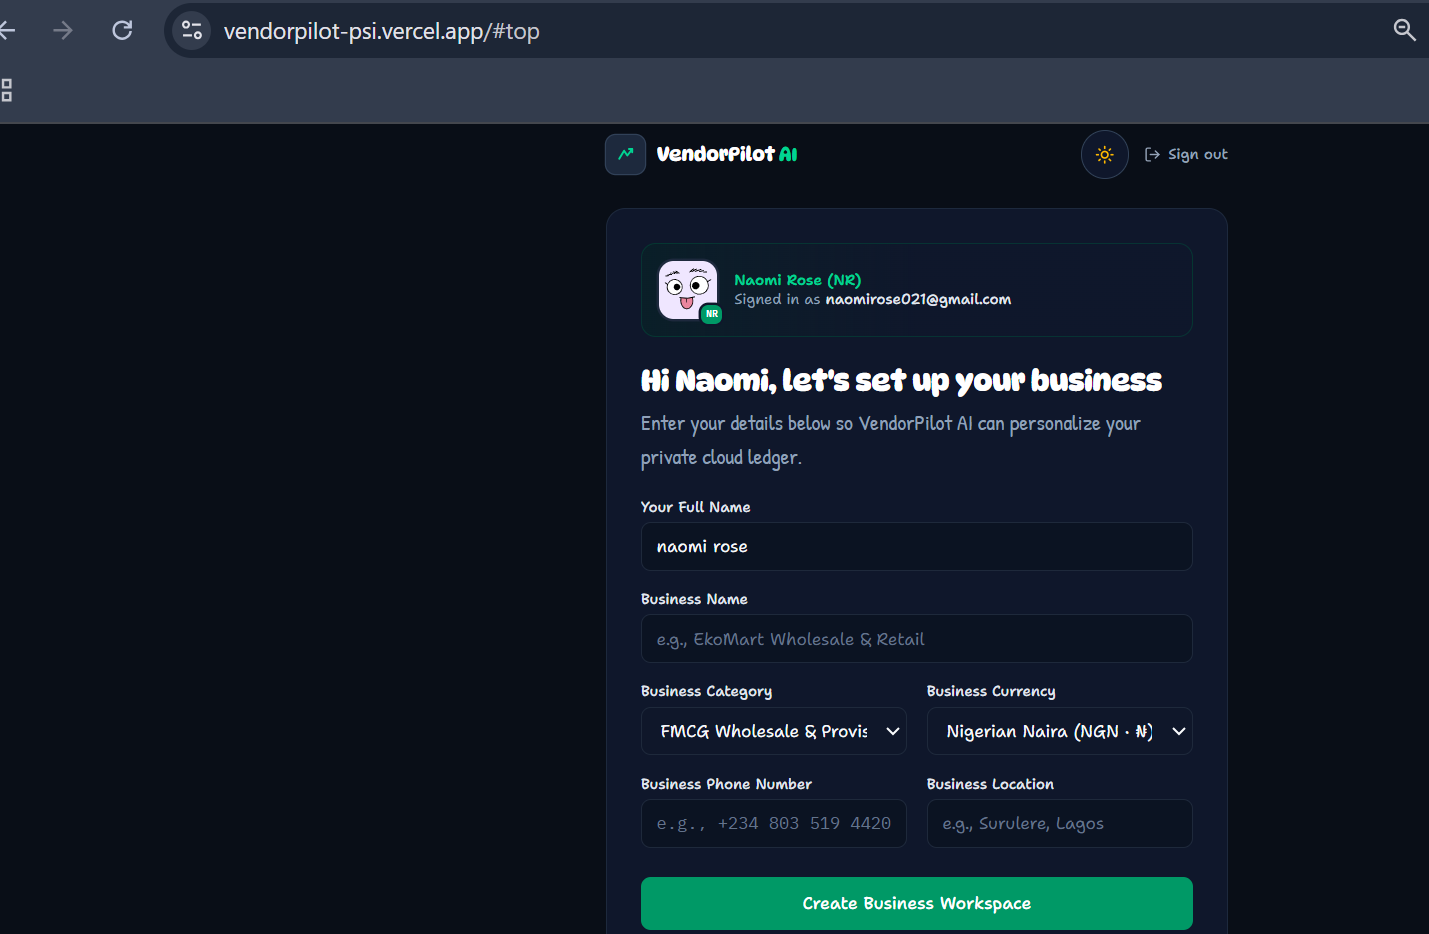 vendorpilot-psi.vercel.app/#top
VendorPilot AI
Sign out
Naomi Rose (NR)
Signed in as naomirose021@gmail.com
NR
Hi Naomi, let's set up your business
Enter your details below so VendorPilot AI can personalize your
private cloud ledger.
Your Full Name
naomi rose
Business Name
e.g., EkoMart Wholesale & Retail
Business Category
Business Currency
FMCG Wholesale & Provis
Nigerian Naira (NGN · ₦)
Business Phone Number
Business Location
e.g., +234 803 519 4420
e.g., Surulere, Lagos
Create Business Workspace